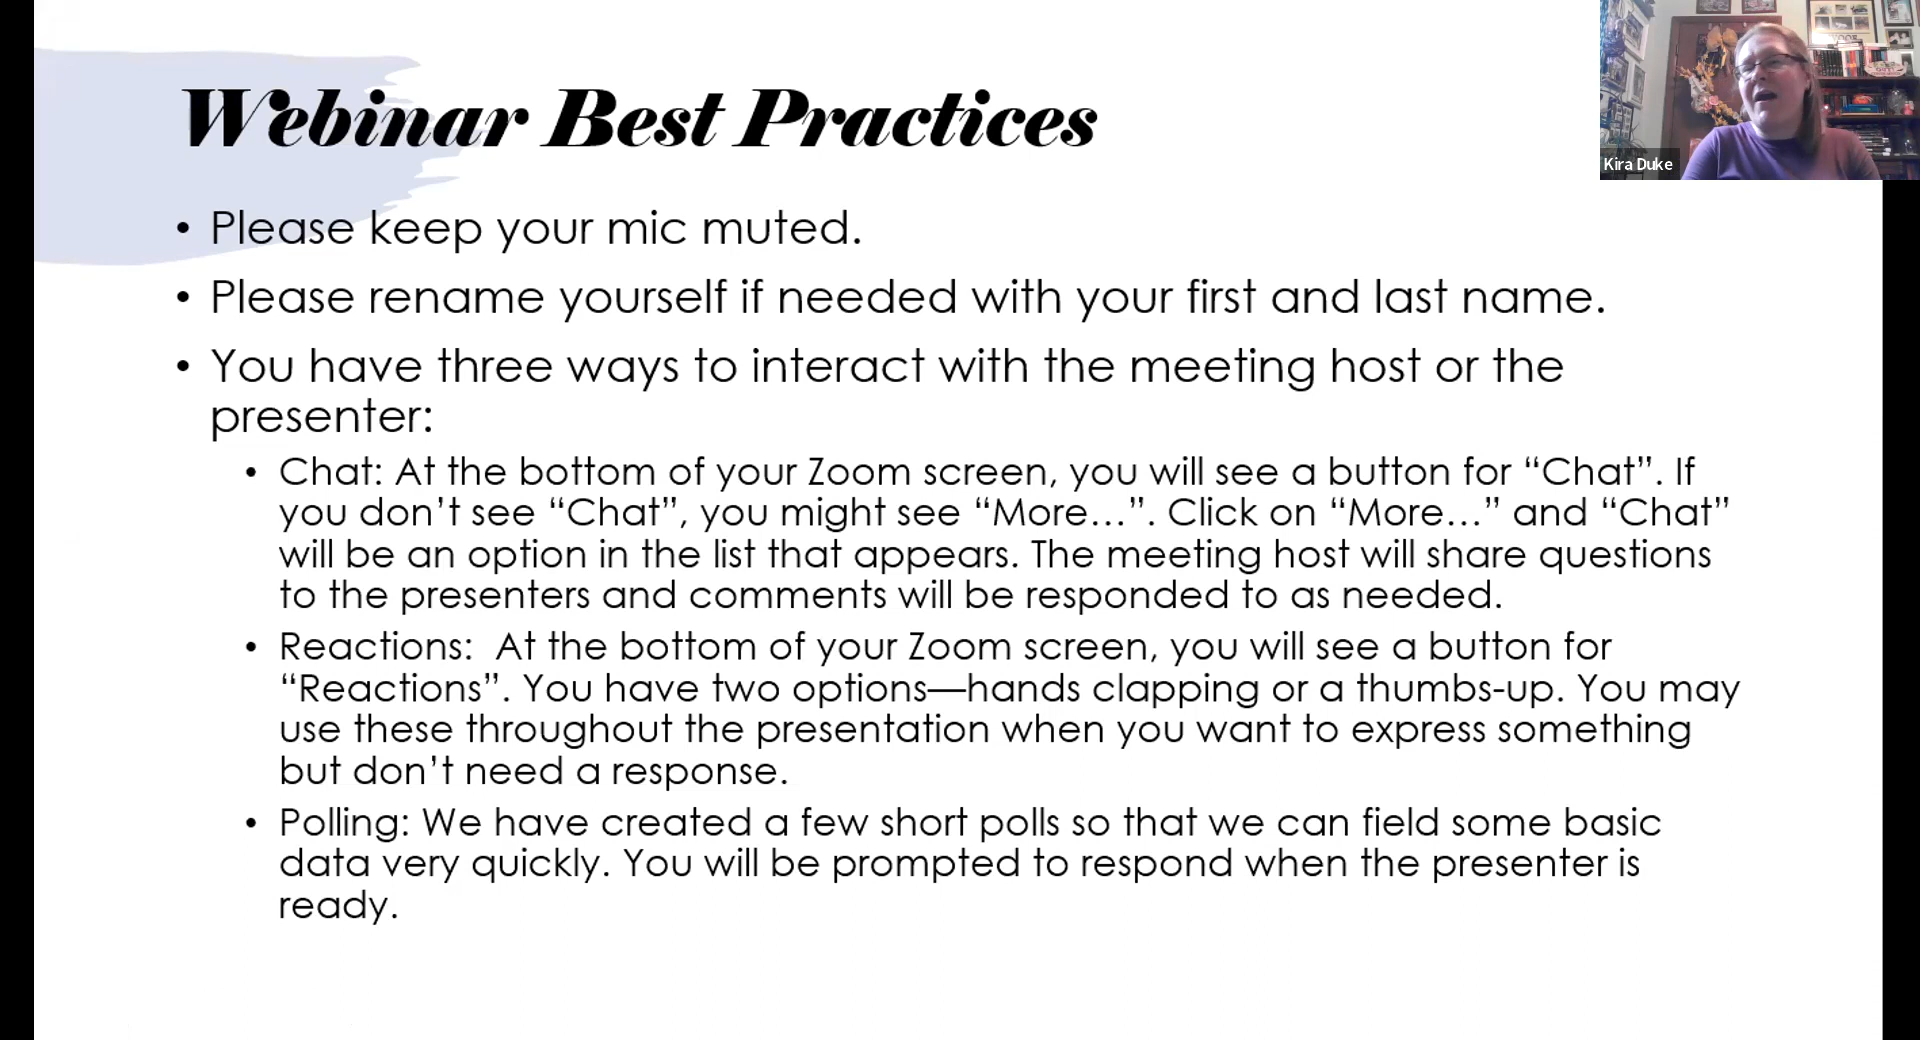 Webinar Best Practices
Kira Duke
• Please keep your mic muted.
• Please rename yourself if needed with your first and last name.
• You have three ways to interact with the meeting host or the
presenter:
• Chat: At the bottom of your Zoom screen, you will see a button for “Chat”. If
you don’t see “Chat”, you might see “More…”. Click on “More…” and “Chat”
will be an option in the list that appears. The meeting host will share questions
to the presenters and comments will be responded to as needed.
• Reactions:  At the bottom of your Zoom screen, you will see a button for
“Reactions”. You have two options—hands clapping or a thumbs-up. You may
use these throughout the presentation when you want to express something
but don’t need a response.
• Polling: We have created a few short polls so that we can field some basic
data very quickly. You will be prompted to respond when the presenter is
ready.